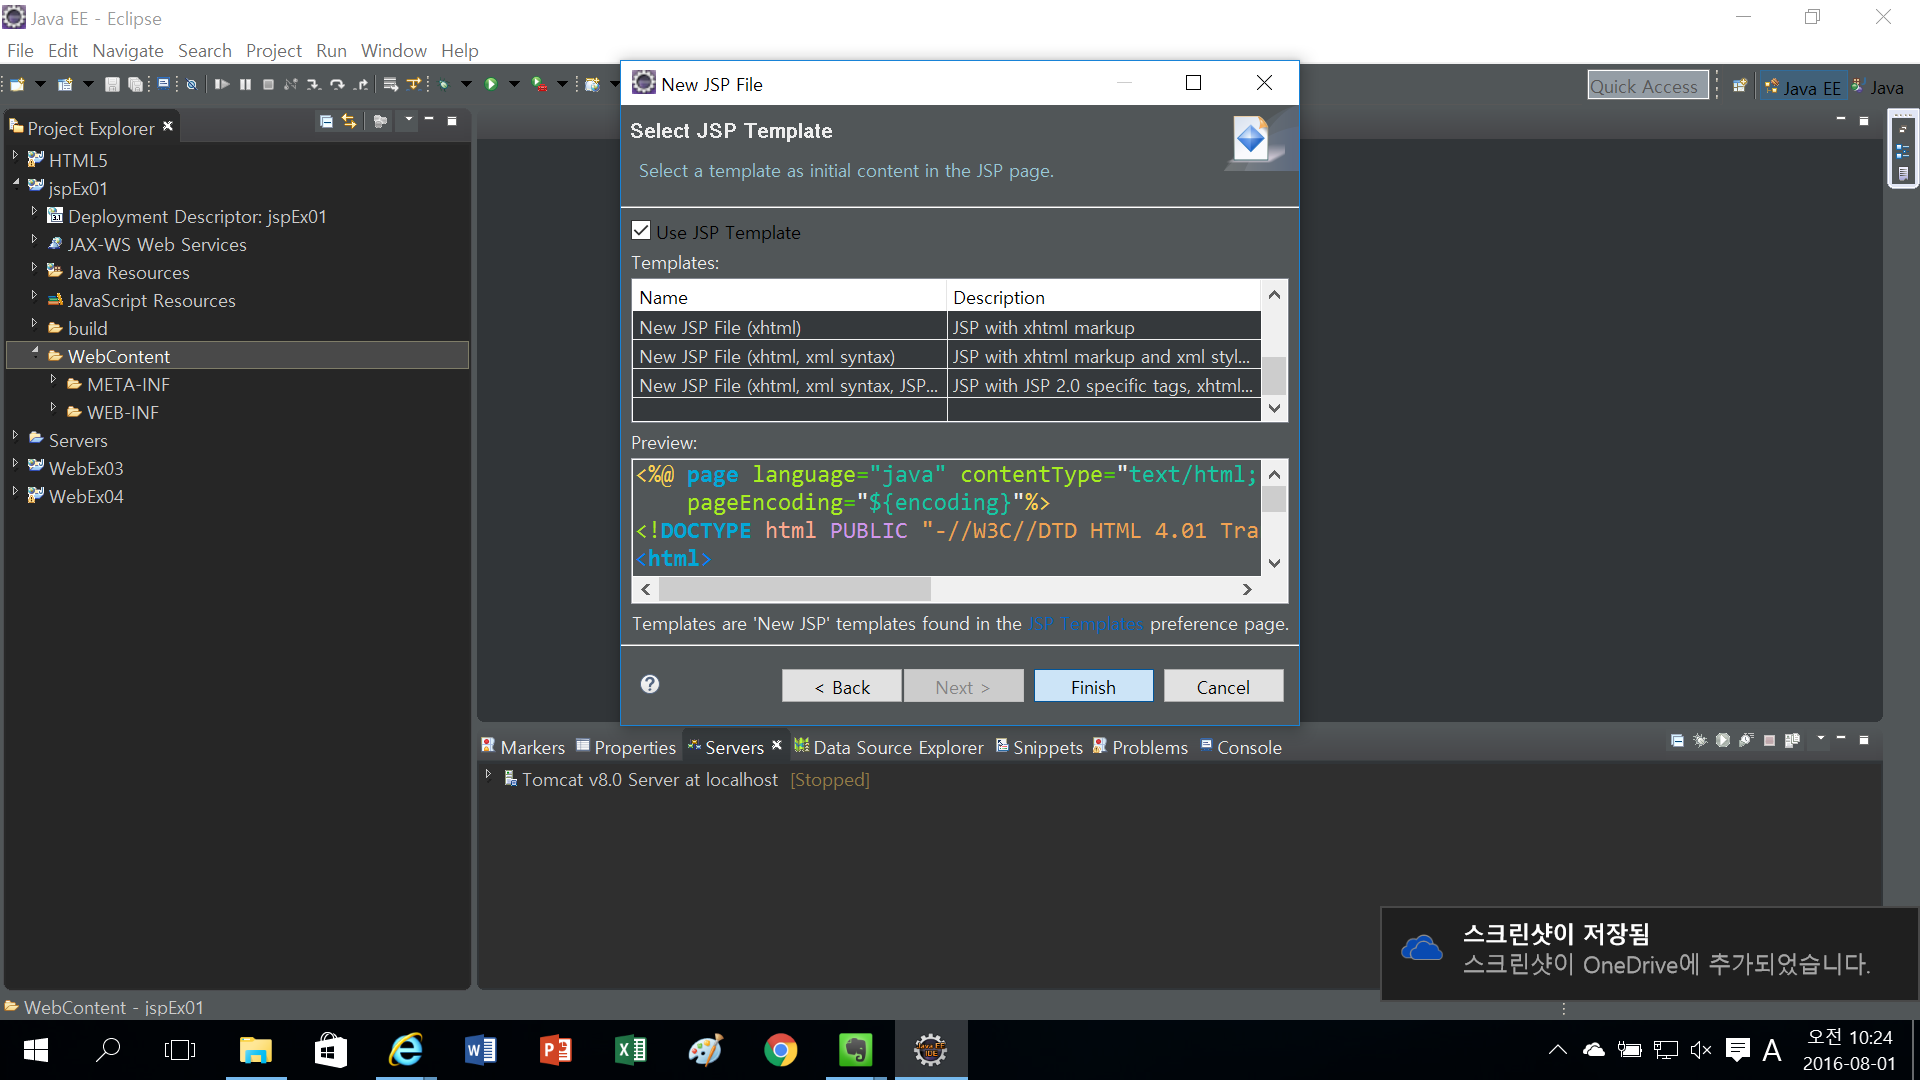 Java EE - Eclipse
File Edit Navigate Search Project Run Window Help
Quick Access
Java EE
Java
Project Explorer
HTML5
jspEx01
Deployment Descriptor: jspEx01
JAX-WS Web Services
Java Resources
JavaScript Resources
build
WebContent
META-INF
WEB-INF
Servers
WebEx03
WebEx04
New JSP File
Select JSP Template
Select a template as initial content in the JSP page.
Use JSP Template
Templates:
Name Description
New JSP File (xhtml) JSP with xhtml markup
New JSP File (xhtml, xml syntax) JSP with xhtml markup and xml styl...
New JSP File (xhtml, xml syntax, JSP... JSP with JSP 2.0 specific tags, xhtml...
Preview:
<%@ page language="java" contentType="text/html;
pageEncoding="${encoding}"%>
<!DOCTYPE html PUBLIC "-//W3C//DTD HTML 4.01 Tra
<html>
Templates are 'New JSP' templates found in the JSP Templates preference page.
< Back Next > Finish Cancel
Markers Properties Servers Data Source Explorer Snippets Problems Console
Tomcat v8.0 Server at localhost [Stopped]
스크린샷이 저장됨
스크린샷이 OneDrive에 추가되었습니다.
WebContent - jspEx01
A
오전 10:24
2016-08-01